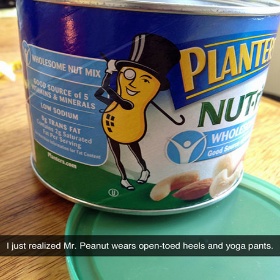 PLANTERS
NUT-
WHOLESOME NUT MIX
GOOD SOURCE of 5
VITAMINS & MINERALS
LOW SODIUM
0g TRANS FAT
Planters.com
I just realized Mr. Peanut wears open-toed heels and yoga pants.